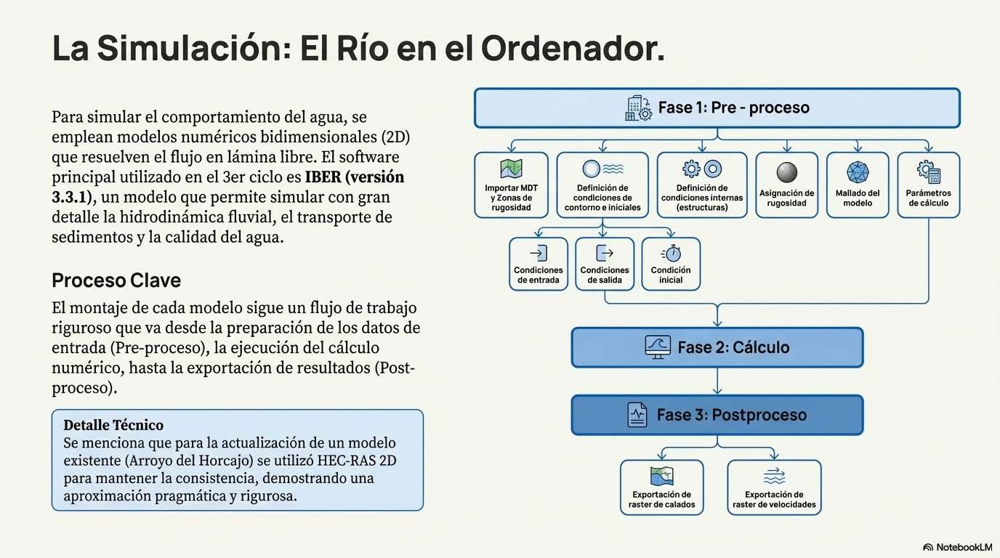 La Simulación: El Río en el Ordenador.
Para simular el comportamiento del agua, se
emplean modelos numéricos bidimensionales (2D)
que resuelven el flujo en lámina libre. El software
principal utilizado en el 3er ciclo es IBER (versión
3.3.1), un modelo que permite simular con gran
detalle la hidrodinámica fluvial, el transporte de
sedimentos y la calidad del agua.
Proceso Clave
El montaje de cada modelo sigue un flujo de trabajo
riguroso que va desde la preparación de los datos de
entrada (Pre-proceso), la ejecución del cálculo
numérico, hasta la exportación de resultados (Post-
proceso).
Detalle Técnico
Se menciona que para la actualización de un modelo
existente (Arroyo del Horcajo) se utilizó HEC-RAS 2D
para mantener la consistencia, demostrando una
aproximación pragmática y rigurosa.
Fase 1: Pre - proceso
Importar MDT
y Zonas de
rugosidad
Definición de
condiciones de
contorno e iniciales
Definición de
condiciones internas
(estructuras)
Asignación de
rugosidad
Mallado del
modelo
Parámetros
de cálculo
Condiciones
de entrada
Condiciones
de salida
Condición
inicial
Fase 2: Cálculo
Fase 3: Postproceso
Exportación de
raster de calados
Exportación de
raster de velocidades
NotebookLM